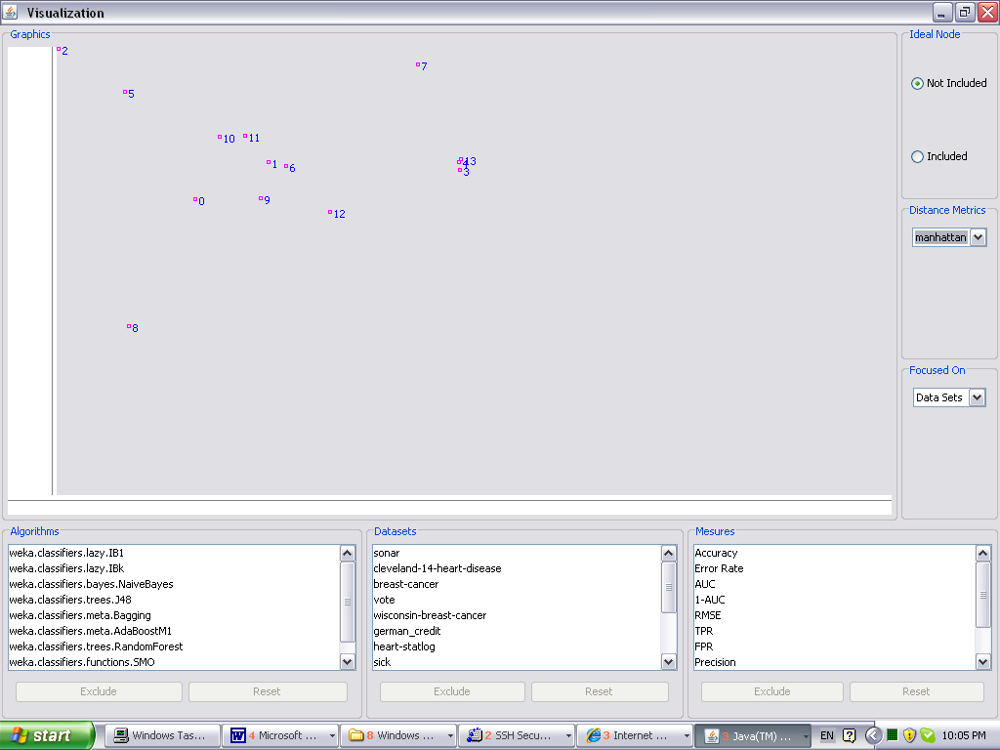 Visualization
Graphics
Ideal Node
2
7
5
Not Included
10
11
13
4
Included
1
6
3
0
9
12
Distance Metrics
manhattan
8
Focused On
Data Sets
Algorithms
Datasets
Mesures
weka.classifiers.lazy.IB1
weka.classifiers.lazy.IBk
weka.classifiers.bayes.NaiveBayes
weka.classifiers.trees.J48
weka.classifiers.meta.Bagging
weka.classifiers.meta.AdaBoostM1
weka.classifiers.trees.RandomForest
weka.classifiers.functions.SMO
sonar
cleveland-14-heart-disease
breast-cancer
vote
wisconsin-breast-cancer
german_credit
heart-statlog
sick
Accuracy
Error Rate
AUC
1-AUC
RMSE
TPR
FPR
Precision
Exclude
Reset
Exclude
Reset
Exclude
Reset
start
Windows Tas...
4 Microsoft ...
8 Windows ...
2 SSH Secu...
3 Internet ...
3 Java(TM) ...
EN
10:05 PM